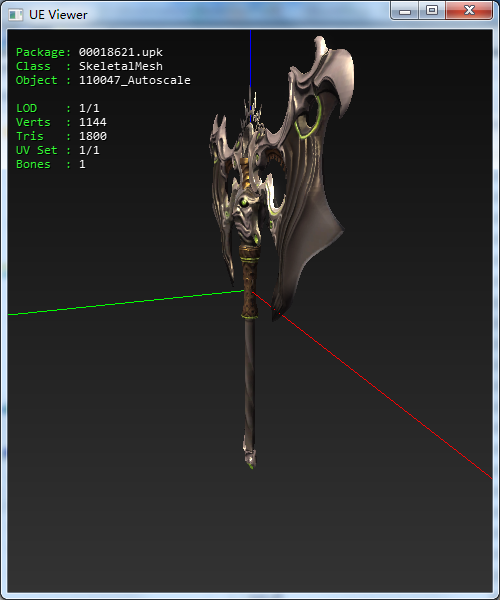 UE Viewer
Package: 00018621.upk
Class : SkeletalMesh
Object : 110047_Autoscale
LOD : 1/1
Verts : 1144
Tris : 1800
UV Set : 1/1
Bones : 1